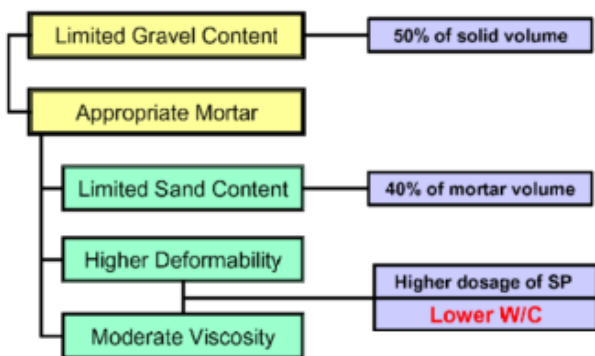 Limited Gravel Content
50% of solid volume
Appropriate Mortar
Limited Sand Content
40% of mortar volume
Higher Deformability
Higher dosage of SP
Lower W/C
Moderate Viscosity